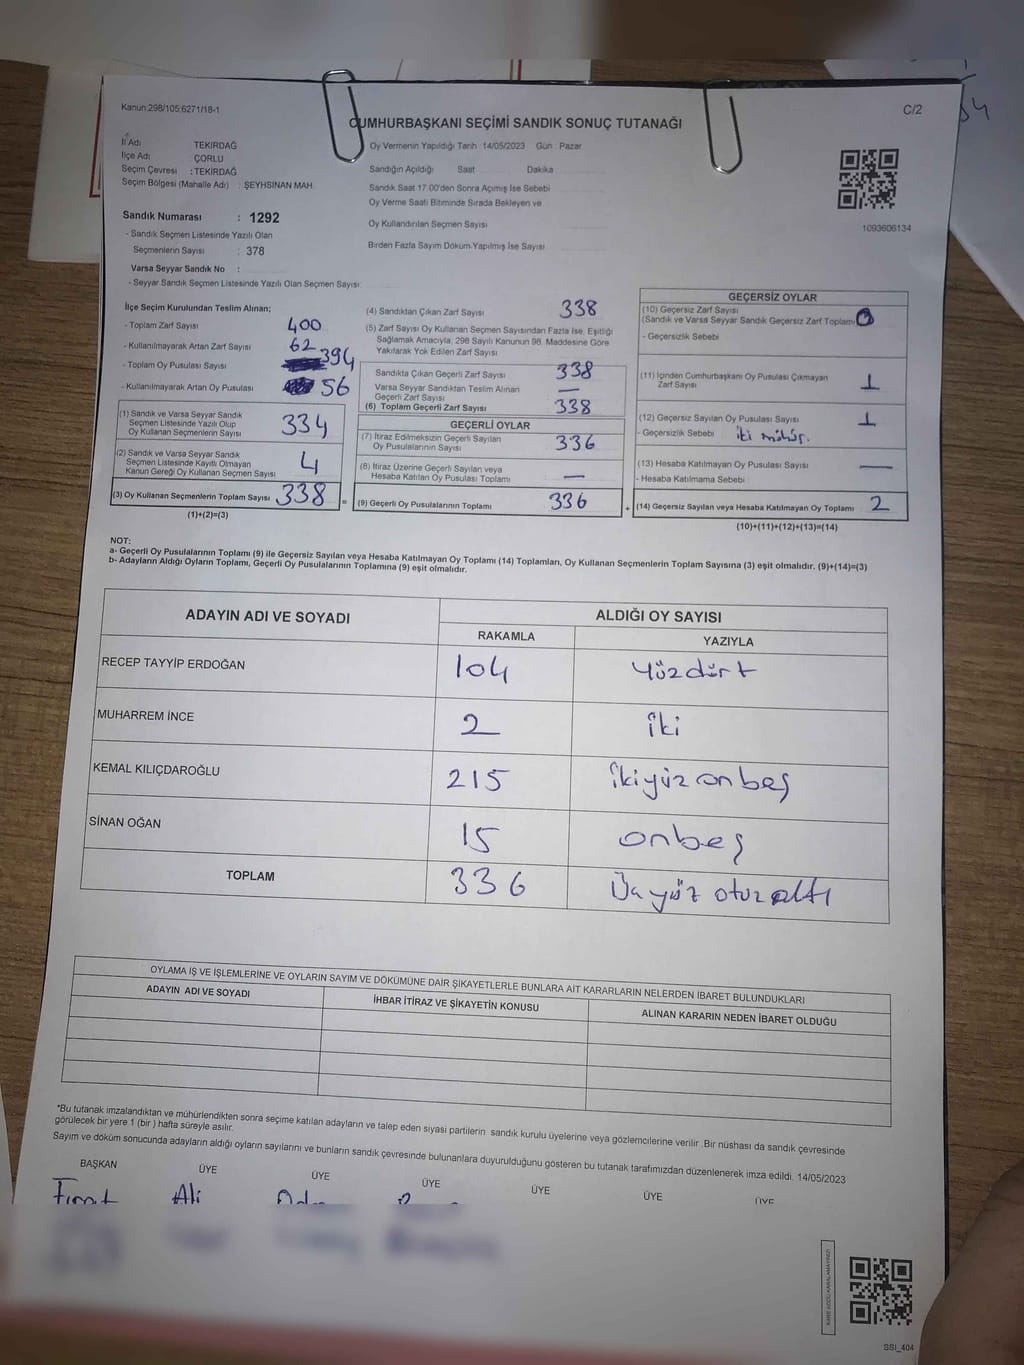 Kanun:298/105;6271/18-1
C/2
CUMHURBAŞKANI SEÇİMİ SANDIK SONUÇ TUTANAĞI
İl Adı TEKİRDAĞ
İlçe Adı ÇORLU
Seçim Çevresi : TEKİRDAĞ
Seçim Bölgesi (Mahalle Adı) : ŞEYHSİNAN MAH.
Sandık Numarası : 1292
- Sandık Seçmen Listesinde Yazılı Olan
Seçmenlerin Sayısı : 378
Varsa Seyyar Sandık No :
- Seyyar Sandık Seçmen Listesinde Yazılı Olan Seçmen Sayısı:
Oy Vermenin Yapıldığı Tarih 14/05/2023 Gün : Pazar
Sandığın Açıldığı Saat Dakika
Sandık Saat 17.00'den Sonra Açımış İse Sebebi
Oy Verme Saati Bitiminde Sırada Bekleyen ve
Oy Kullandırılan Seçmen Sayısı
Birden Fazla Sayım Döküm Yapılmış İse Sayısı
1093606134
İlçe Seçim Kurulundan Teslim Alınan;
- Toplam Zarf Sayısı 400
- Kullanılmayarak Artan Zarf Sayısı 62
- Toplam Oy Pusulası Sayısı 394
- Kullanılmayarak Artan Oy Pusulası 56
(1) Sandık ve Varsa Seyyar Sandık
Seçmen Listesinde Yazılı Olup
Oy Kullanan Seçmenlerin Sayısı 334
(2) Sandık ve Varsa Seyyar Sandık
Seçmen Listesinde Kayıtlı Olmayan
Kanun Gereği Oy Kullanan Seçmen Sayısı 4
(3) Oy Kullanan Seçmenlerin Toplam Sayısı 338 =
(1)+(2)=(3)
(4) Sandıktan Çıkan Zarf Sayısı 338
(5) Zarf Sayısı Oy Kullanan Seçmen Sayısından Fazla İse, Eşitliği
Sağlamak Amacıyla, 298 Sayılı Kanunun 98. Maddesine Göre
Yakılarak Yok Edilen Zarf Sayısı
Sandıkta Çıkan Geçerli Zarf Sayısı 338
Varsa Seyyar Sandıktan Teslim Alınan
Geçerli Zarf Sayısı —
(6) Toplam Geçerli Zarf Sayısı 338
GEÇERLİ OYLAR
(7) İtiraz Edilmeksizin Geçerli Sayılan
Oy Pusulalarının Sayısı 336
(8) İtiraz Üzerine Geçerli Sayılan veya
Hesaba Katılan Oy Pusulası Toplamı —
(9) Geçerli Oy Pusulalarının Toplamı 336 +
GEÇERSİZ OYLAR
(10) Geçersiz Zarf Sayısı
(Sandık ve Varsa Seyyar Sandık Geçersiz Zarf Toplamı) 0
- Geçersizlik Sebebi
(11) İçinden Cumhurbaşkanı Oy Pusulası Çıkmayan
Zarf Sayısı 1
(12) Geçersiz Sayılan Oy Pusulası Sayısı 1
- Geçersizlik Sebebi iki mühür.
(13) Hesaba Katılmayan Oy Pusulası Sayısı —
- Hesaba Katılmama Sebebi
(14) Geçersiz Sayılan veya Hesaba Katılmayan Oy Toplamı 2
(10)+(11)+(12)+(13)=(14)
NOT:
a- Geçerli Oy Pusulalarının Toplamı (9) ile Geçersiz Sayılan veya Hesaba Katılmayan Oy Toplamı (14) Toplamları, Oy Kullanan Seçmenlerin Toplam Sayısına (3) eşit olmalıdır. (9)+(14)=(3)
b- Adayların Aldığı Oyların Toplamı, Geçerli Oy Pusulalarının Toplamına (9) eşit olmalıdır.
ADAYIN ADI VE SOYADI ALDIĞI OY SAYISI
RAKAMLA YAZIYLA
RECEP TAYYİP ERDOĞAN 104 Yüzdört
MUHARREM İNCE 2 iki
KEMAL KILIÇDAROĞLU 215 ikiyüz onbeş
SİNAN OĞAN 15 onbeş
TOPLAM 336 Üçyüz otuz altı
OYLAMA İŞ VE İŞLEMLERİNE VE OYLARIN SAYIM VE DÖKÜMÜNE DAİR ŞİKAYETLERLE BUNLARA AİT KARARLARIN NELERDEN İBARET BULUNDUKLARI
ADAYIN ADI VE SOYADI İHBAR İTİRAZ VE ŞİKAYETİN KONUSU ALINAN KARARIN NEDEN İBARET OLDUĞU
*Bu tutanak imzalandıktan ve mühürlendikten sonra seçime katılan adayların ve talep eden siyasi partilerin sandık kurulu üyelerine veya gözlemcilerine verilir. Bir nüshası da sandık çevresinde
görülecek bir yere 1 (bir ) hafta süreyle asılır.
Sayım ve döküm sonucunda adayların aldığı oyların sayılarını ve bunların sandık çevresinde bulunanlara duyurulduğunu gösteren bu tutanak tarafımızdan düzenlenerek imza edildi. 14/05/2023
BAŞKAN ÜYE ÜYE ÜYE ÜYE ÜYE ÜYE
Fırat Ali
KARE KODU KARALAMAYINIZ!
SSI_404